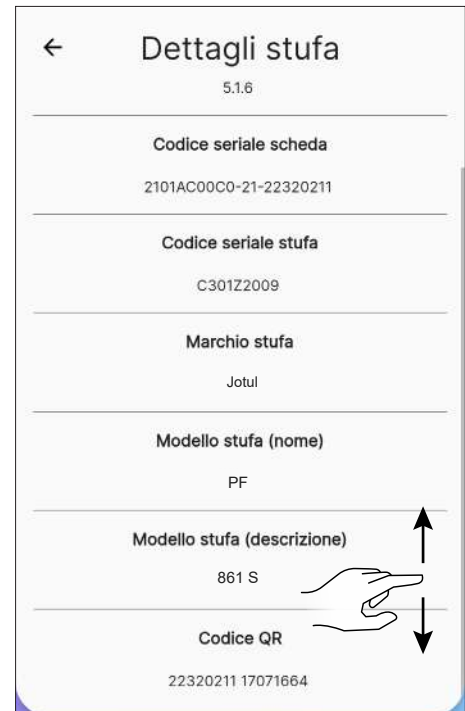 Dettagli stufa
5.1.6
Codice seriale scheda
2101AC00C0-21-22320211
Codice seriale stufa
C301Z2009
Marchio stufa
Jotul
Modello stufa (nome)
PF
Modello stufa (descrizione)
861 S
Codice QR
22320211 17071664